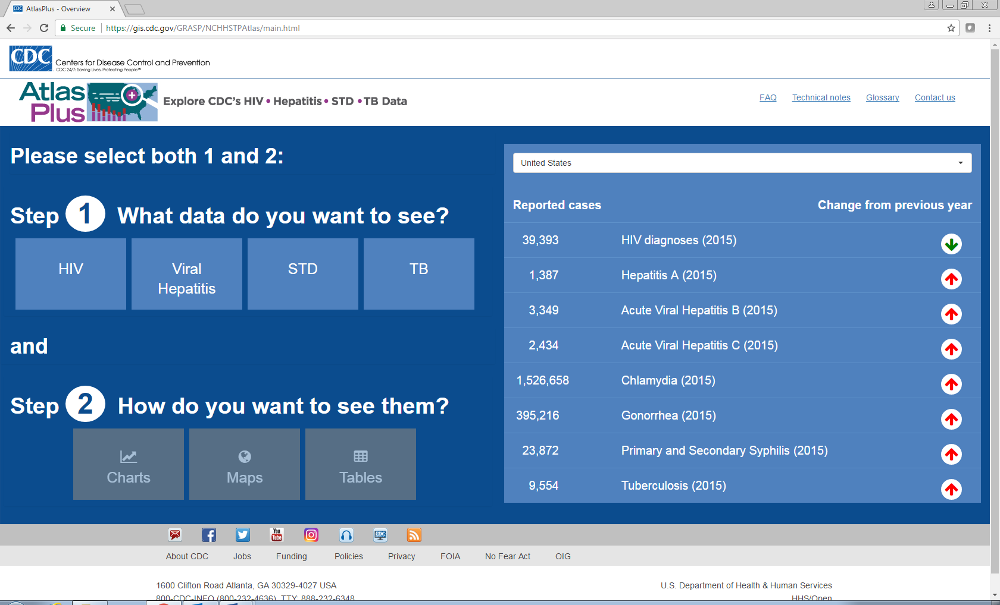 AtlasPlus - Overview
Secure
https://gis.cdc.gov/GRASP/NCHHSTPAtlas/main.html
CDC
Centers for Disease Control and Prevention
CDC 24/7: Saving Lives, Protecting People™
Atlas
Plus
Explore CDC's HIV • Hepatitis • STD • TB Data
FAQ
Technical notes
Glossary
Contact us
Please select both 1 and 2:
Step 1 What data do you want to see?
HIV
Viral
Hepatitis
STD
TB
and
Step 2 How do you want to see them?
Charts
Maps
Tables
United States
Reported cases Change from previous year
39,393 HIV diagnoses (2015)
1,387 Hepatitis A (2015)
3,349 Acute Viral Hepatitis B (2015)
2,434 Acute Viral Hepatitis C (2015)
1,526,658 Chlamydia (2015)
395,216 Gonorrhea (2015)
23,872 Primary and Secondary Syphilis (2015)
9,554 Tuberculosis (2015)
You
Tube
CDC
About CDC Jobs Funding Policies Privacy FOIA No Fear Act OIG
1600 Clifton Road Atlanta, GA 30329-4027 USA
800-CDC-INFO (800-232-4636), TTY: 888-232-6348
U.S. Department of Health & Human Services
HHS/Open